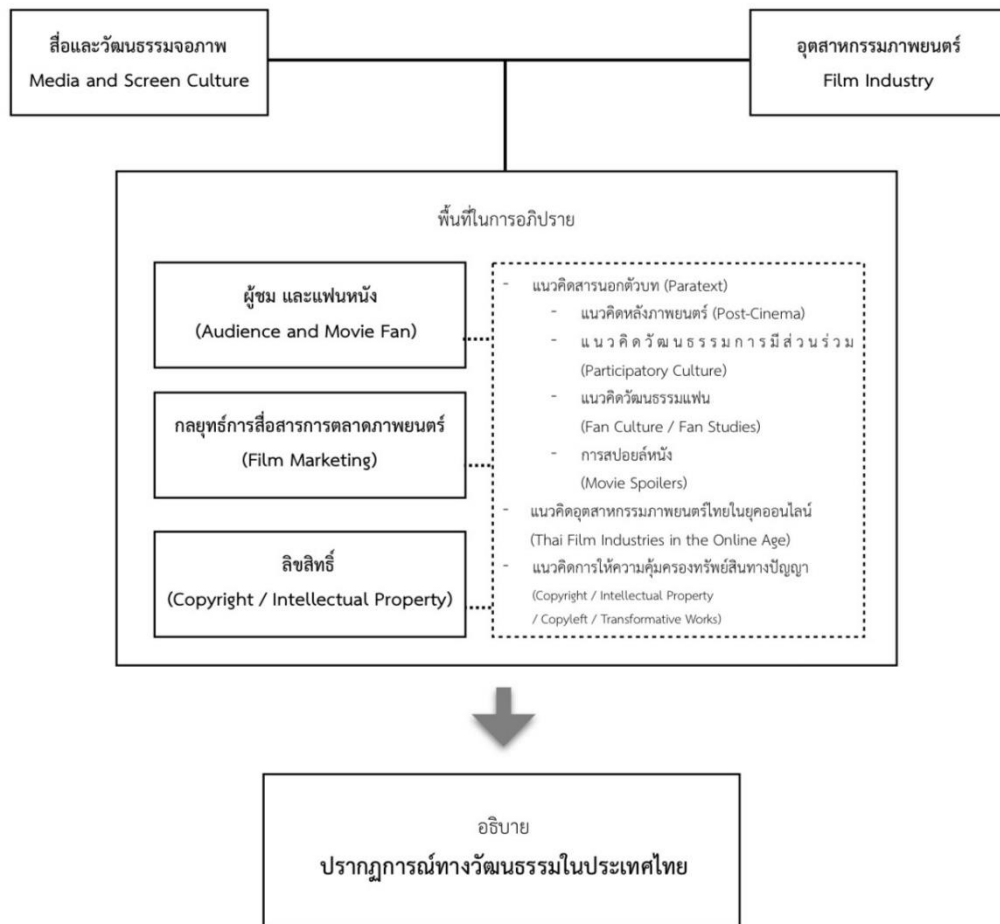 สื่อและวัฒนธรรมจอภาพ
Media and Screen Culture
อุตสาหกรรมภาพยนตร์
Film Industry
พื้นที่ในการอภิปราย
ผู้ชม และแฟนหนัง
(Audience and Movie Fan)
กลยุทธ์การสื่อสารการตลาดภาพยนตร์
(Film Marketing)
ลิขสิทธิ์
(Copyright / Intellectual Property)
- แนวคิดสารนอกตัวบท (Paratext)
- แนวคิดหลังภาพยนตร์ (Post-Cinema)
- แนวคิดวัฒนธรรมการมีส่วนร่วม
(Participatory Culture)
- แนวคิดวัฒนธรรมแฟน
(Fan Culture / Fan Studies)
- การสปอยล์หนัง
(Movie Spoilers)
- แนวคิดอุตสาหกรรมภาพยนตร์ไทยในยุคออนไลน์
(Thai Film Industries in the Online Age)
- แนวคิดการให้ความคุ้มครองทรัพย์สินทางปัญญา
(Copyright / Intellectual Property
/ Copyleft / Transformative Works)
อธิบาย
ปรากฏการณ์ทางวัฒนธรรมในประเทศไทย